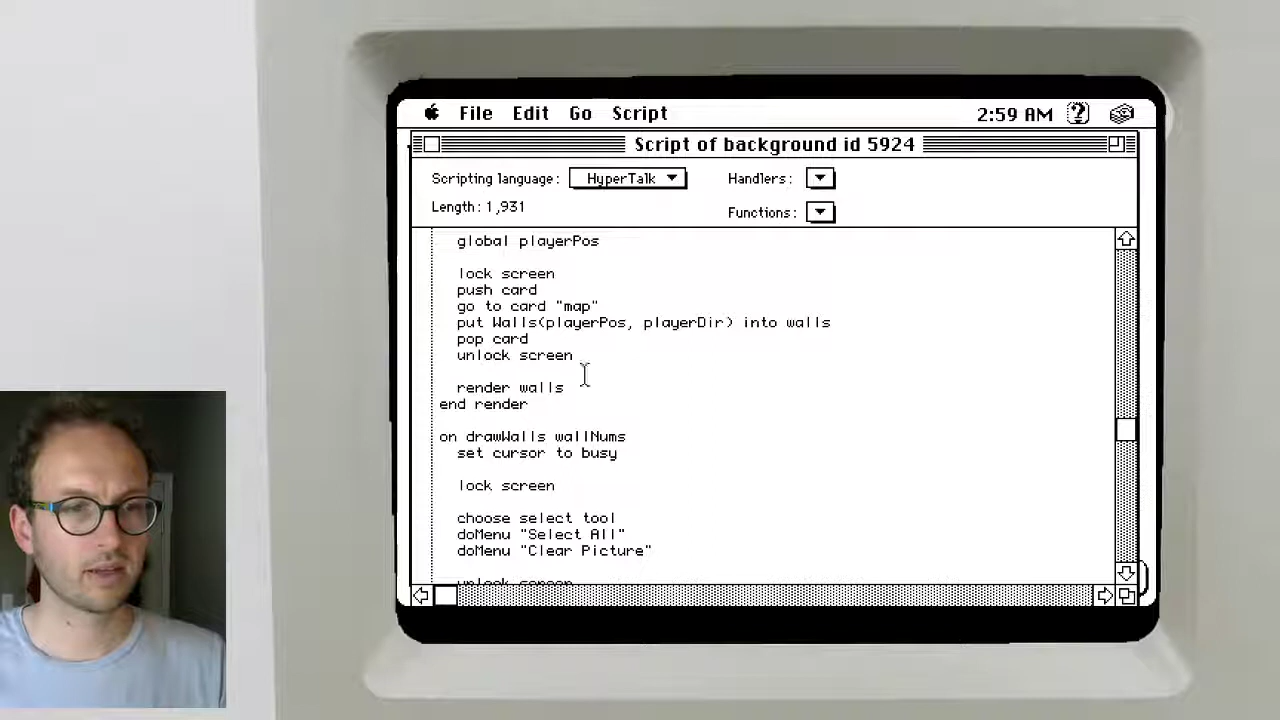 File Edit Go Script 2:59 AM
Script of background id 5924
Scripting language: HyperTalk Handlers:
Length: 1,931
Functions:
global playerPos
lock screen
push card
go to card "map"
put Walls(playerPos, playerDir) into walls
pop card
unlock screen
render walls
end render
on drawWalls wallNums
set cursor to busy
lock screen
choose select tool
doMenu "Select All"
doMenu "Clear Picture"
unlock screen